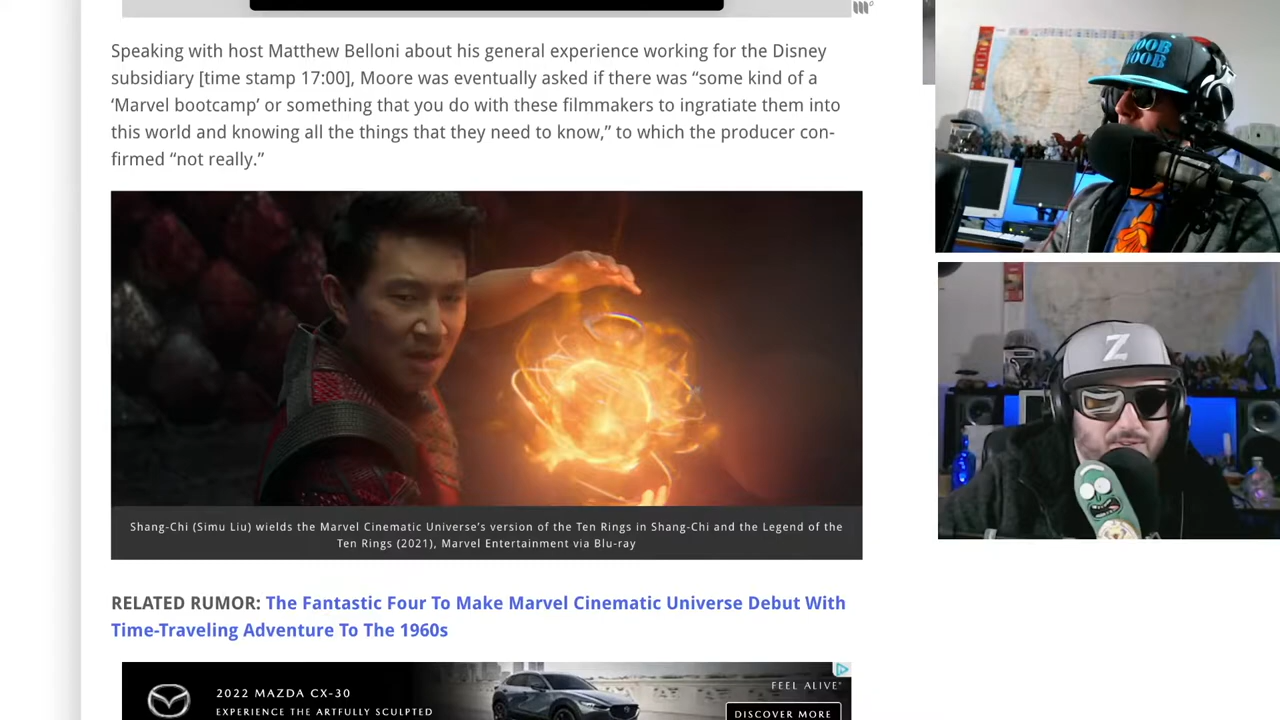 Speaking with host Matthew Belloni about his general experience working for the Disney
subsidiary [time stamp 17:00], Moore was eventually asked if there was “some kind of a
‘Marvel bootcamp’ or something that you do with these filmmakers to ingratiate them into
this world and knowing all the things that they need to know,” to which the producer con-
firmed “not really.”
Shang-Chi (Simu Liu) wields the Marvel Cinematic Universe's version of the Ten Rings in Shang-Chi and the Legend of the
Ten Rings (2021), Marvel Entertainment via Blu-ray
RELATED RUMOR: The Fantastic Four To Make Marvel Cinematic Universe Debut With
Time-Traveling Adventure To The 1960s
2022 MAZDA CX-30
EXPERIENCE THE ARTFULLY SCULPTED
FEEL ALIVE
DISCOVER MORE
NOOB
NOOB
Z